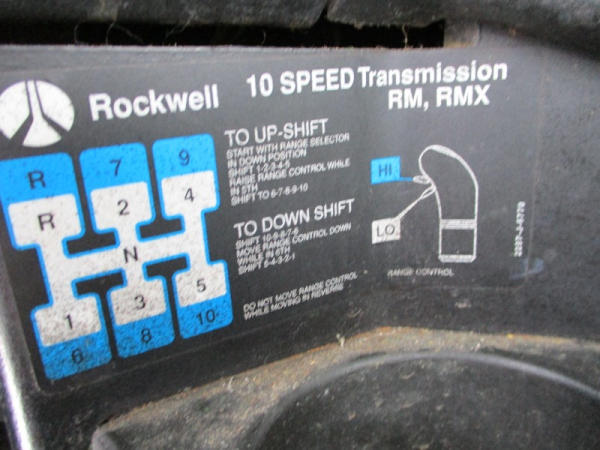 Rockwell
10 SPEED Transmission
RM, RMX
TO UP-SHIFT
START WITH RANGE SELECTOR
IN DOWN POSITION
SHIFT 1-2-3-4-5
RAISE RANGE CONTROL WHILE
IN 5TH
SHIFT TO 6-7-8-9-10
TO DOWN SHIFT
SHIFT 10-9-8-7-6
MOVE RANGE CONTROL DOWN
WHILE IN 6TH
SHIFT 5-4-3-2-1
DO NOT MOVE RANGE CONTROL
WHILE MOVING IN REVERSE
R 7 9
R 2 4
N
1 3 5
6 8 10
HI
LO
RANGE CONTROL